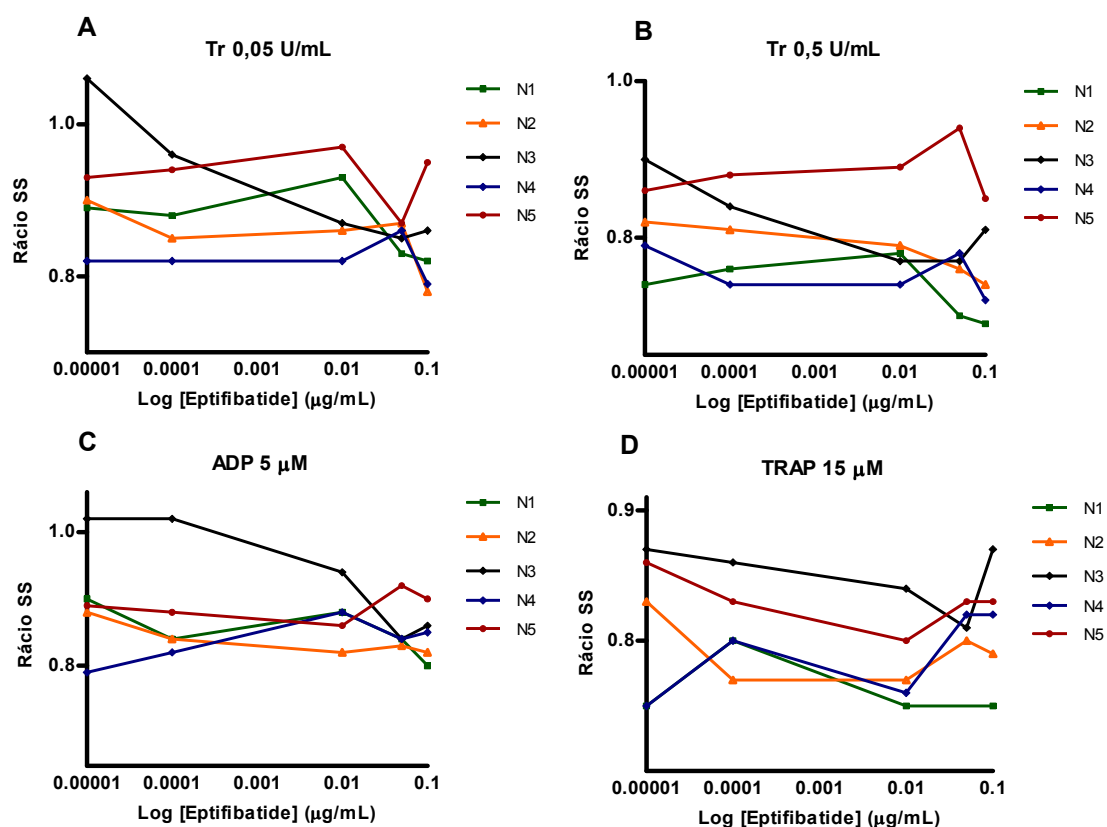 A
Tr 0,05 U/mL
Rácio SS
1.0
0.8
0.00001 0.0001 0.001 0.01 0.1
Log [Eptifibatide] (μg/mL)
N1
N2
N3
N4
N5
B
Tr 0,5 U/mL
Rácio SS
1.0
0.8
0.00001 0.0001 0.001 0.01 0.1
Log [Eptifibatide] (μg/mL)
N1
N2
N3
N4
N5
C
ADP 5 μM
Rácio SS
1.0
0.8
0.00001 0.0001 0.001 0.01 0.1
Log [Eptifibatide] (μg/mL)
N1
N2
N3
N4
N5
D
TRAP 15 μM
Rácio SS
0.9
0.8
0.00001 0.0001 0.001 0.01 0.1
Log [Eptifibatide] (μg/mL)
N1
N2
N3
N4
N5